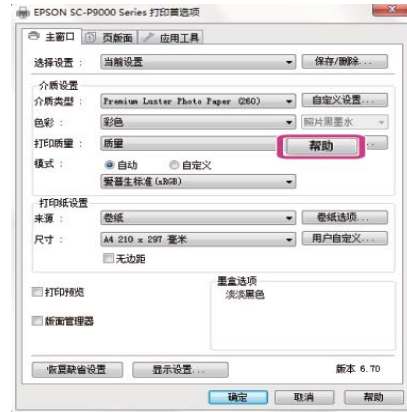 EPSON SC-P9000 Series 打印首选项
主窗口 页版面 应用工具
选择设置： 当前设置 保存/删除...
介质设置
介质类型： Premium Luster Photo Paper (260) 自定义设置...
色彩： 彩色 照片黑墨水
打印质量： 质量 帮助
模式： 自动 自定义
爱普生标准(sRGB)
打印纸设置
来源： 卷纸 卷纸选项...
尺寸： A4 210 x 297 毫米 用户自定义...
无边距
墨盒选项
打印预览 淡淡黑色
版面管理器
恢复缺省设置 显示设置... 版本 6.70
确定 取消 帮助